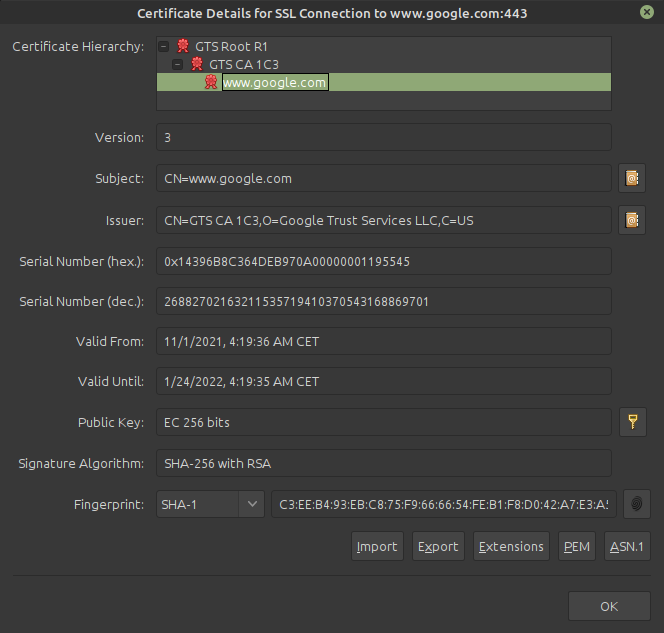 Certificate Details for SSL Connection to www.google.com:443
Certificate Hierarchy:
GTS Root R1
GTS CA 1C3
www.google.com
Version: 3
Subject: CN=www.google.com
Issuer: CN=GTS CA 1C3,O=Google Trust Services LLC,C=US
Serial Number (hex.): 0x14396B8C364DEB970A00000001195545
Serial Number (dec.): 26882702163211535719410370543168869701
Valid From: 11/1/2021, 4:19:36 AM CET
Valid Until: 1/24/2022, 4:19:35 AM CET
Public Key: EC 256 bits
Signature Algorithm: SHA-256 with RSA
Fingerprint: SHA-1 C3:EE:B4:93:EB:C8:75:F9:66:66:54:FE:B1:F8:D0:42:A7:E3:A5
Import Export Extensions PEM ASN.1
OK